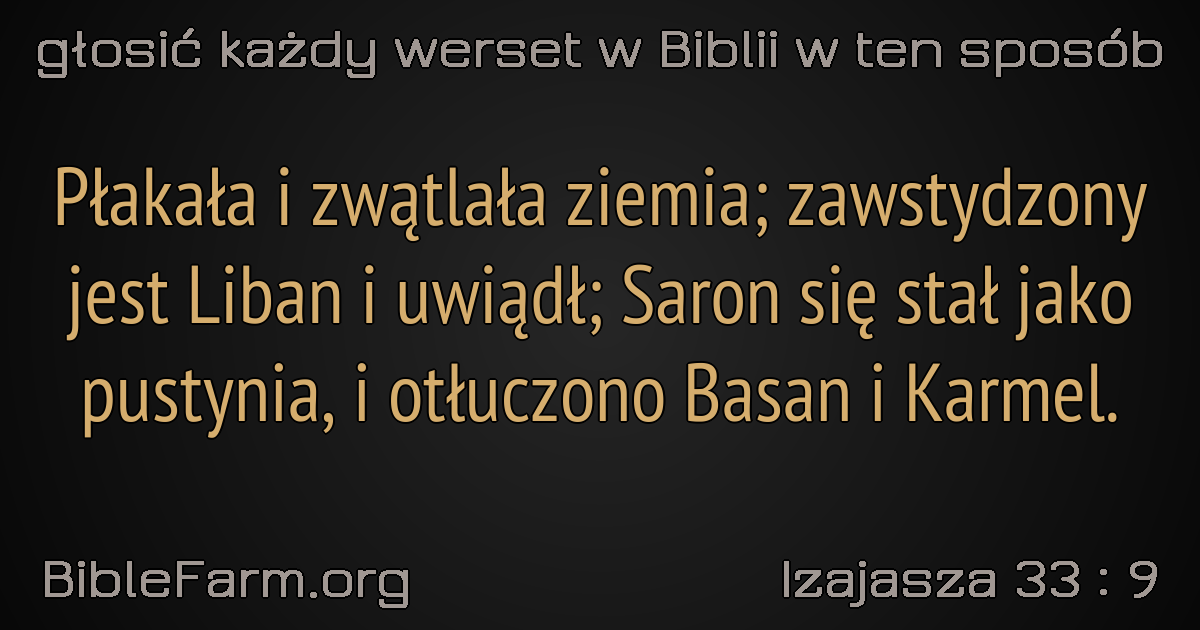 głosić każdy werset w Biblii w ten sposób
Płakała i zwątlała ziemia; zawstydzony
jest Liban i uwiądł; Saron się stał jako
pustynia, i otłuczono Basan i Karmel.
BibleFarm.org
Izajasza 33 : 9